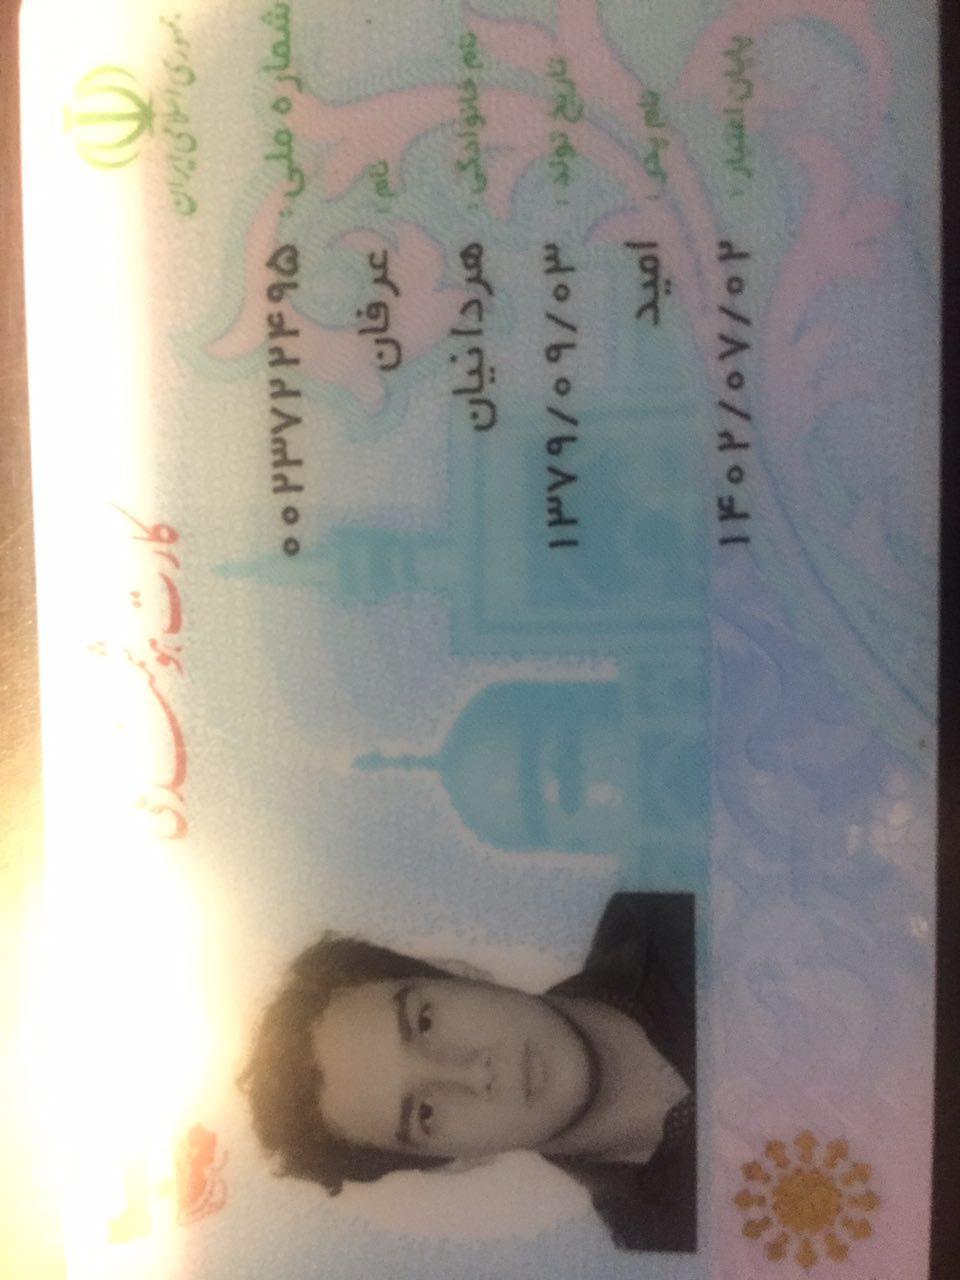 جمهوری اسلامی ایران
کارت هوشمند ملی
شماره ملی: ۰۰۲۳۷۲۲۴۹۵
نام: عرفان
نام خانوادگی: هردانیان
تاریخ تولد: ۱۳۷۹/۰۹/۰۳
نام پدر: امید
پایان اعتبار: ۱۴۰۲/۰۷/۰۲